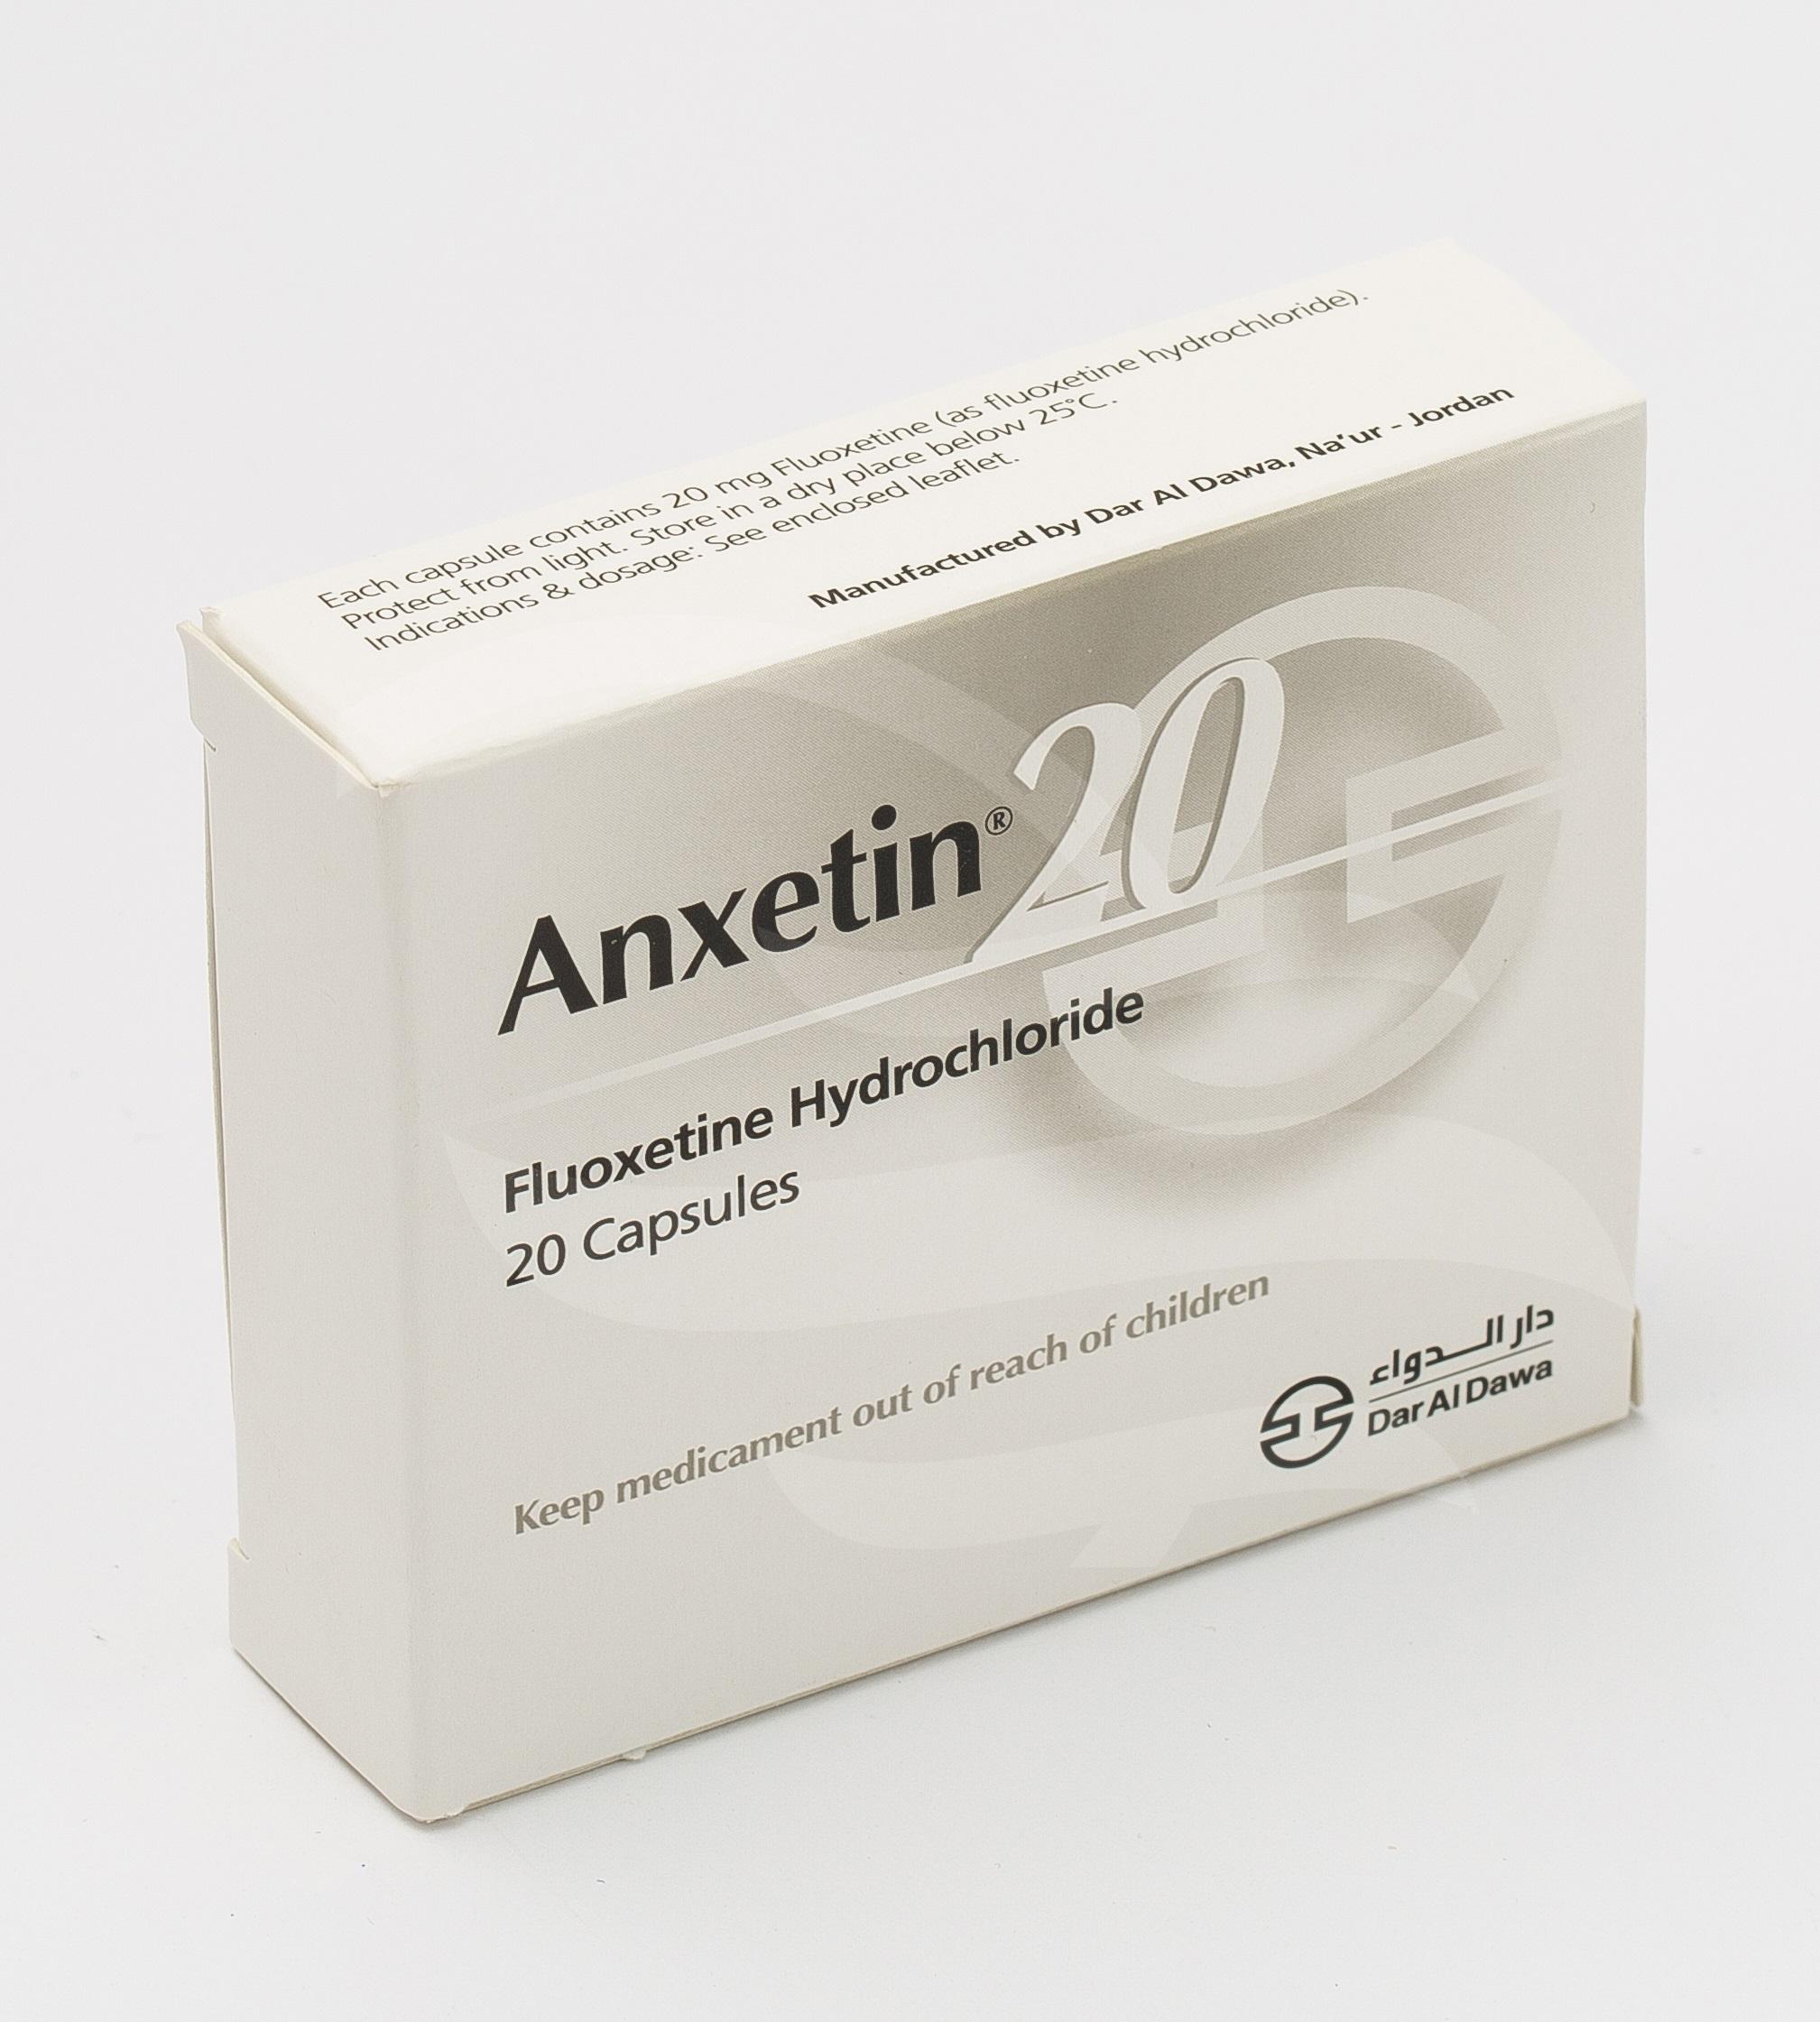 Each capsule contains 20 mg Fluoxetine (as fluoxetine hydrochloride).
Protect from light. Store in a dry place below 25°C.
Indications & dosage: See enclosed leaflet.
Manufactured by Dar Al Dawa, Na'ur - Jordan
Anxetin® 20
Fluoxetine Hydrochloride
20 Capsules
Keep medicament out of reach of children
دار الـدواء
Dar Al Dawa